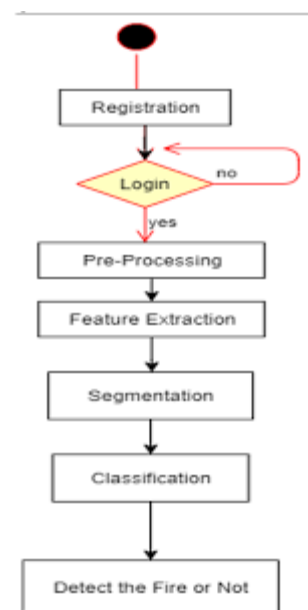 Registration
Login
no
yes
Pre-Processing
Feature Extraction
Segmentation
Classification
Detect the Fire or Not